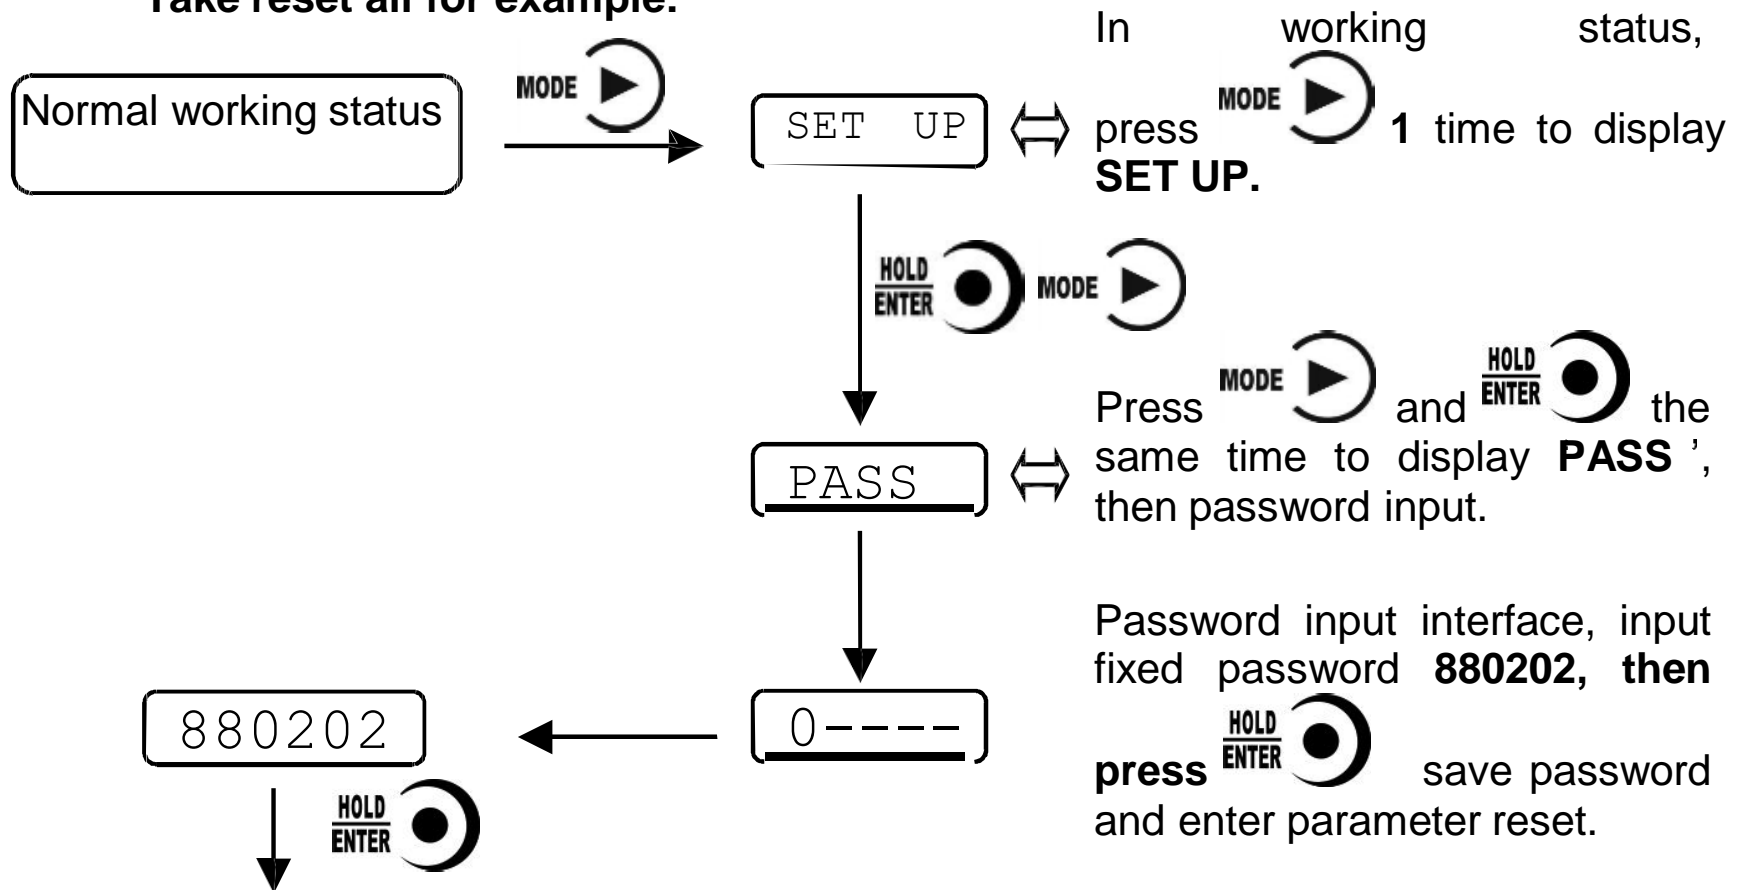 Take reset all for example:
In working status,
Normal working status
MODE
SET UP
press MODE 1 time to display
SET UP.
HOLD
ENTER
MODE
Press MODE and HOLD
ENTER the
same time to display PASS ’,
then password input.
PASS
Password input interface, input
fixed password 880202, then
press HOLD
ENTER save password
and enter parameter reset.
0----
880202
HOLD
ENTER